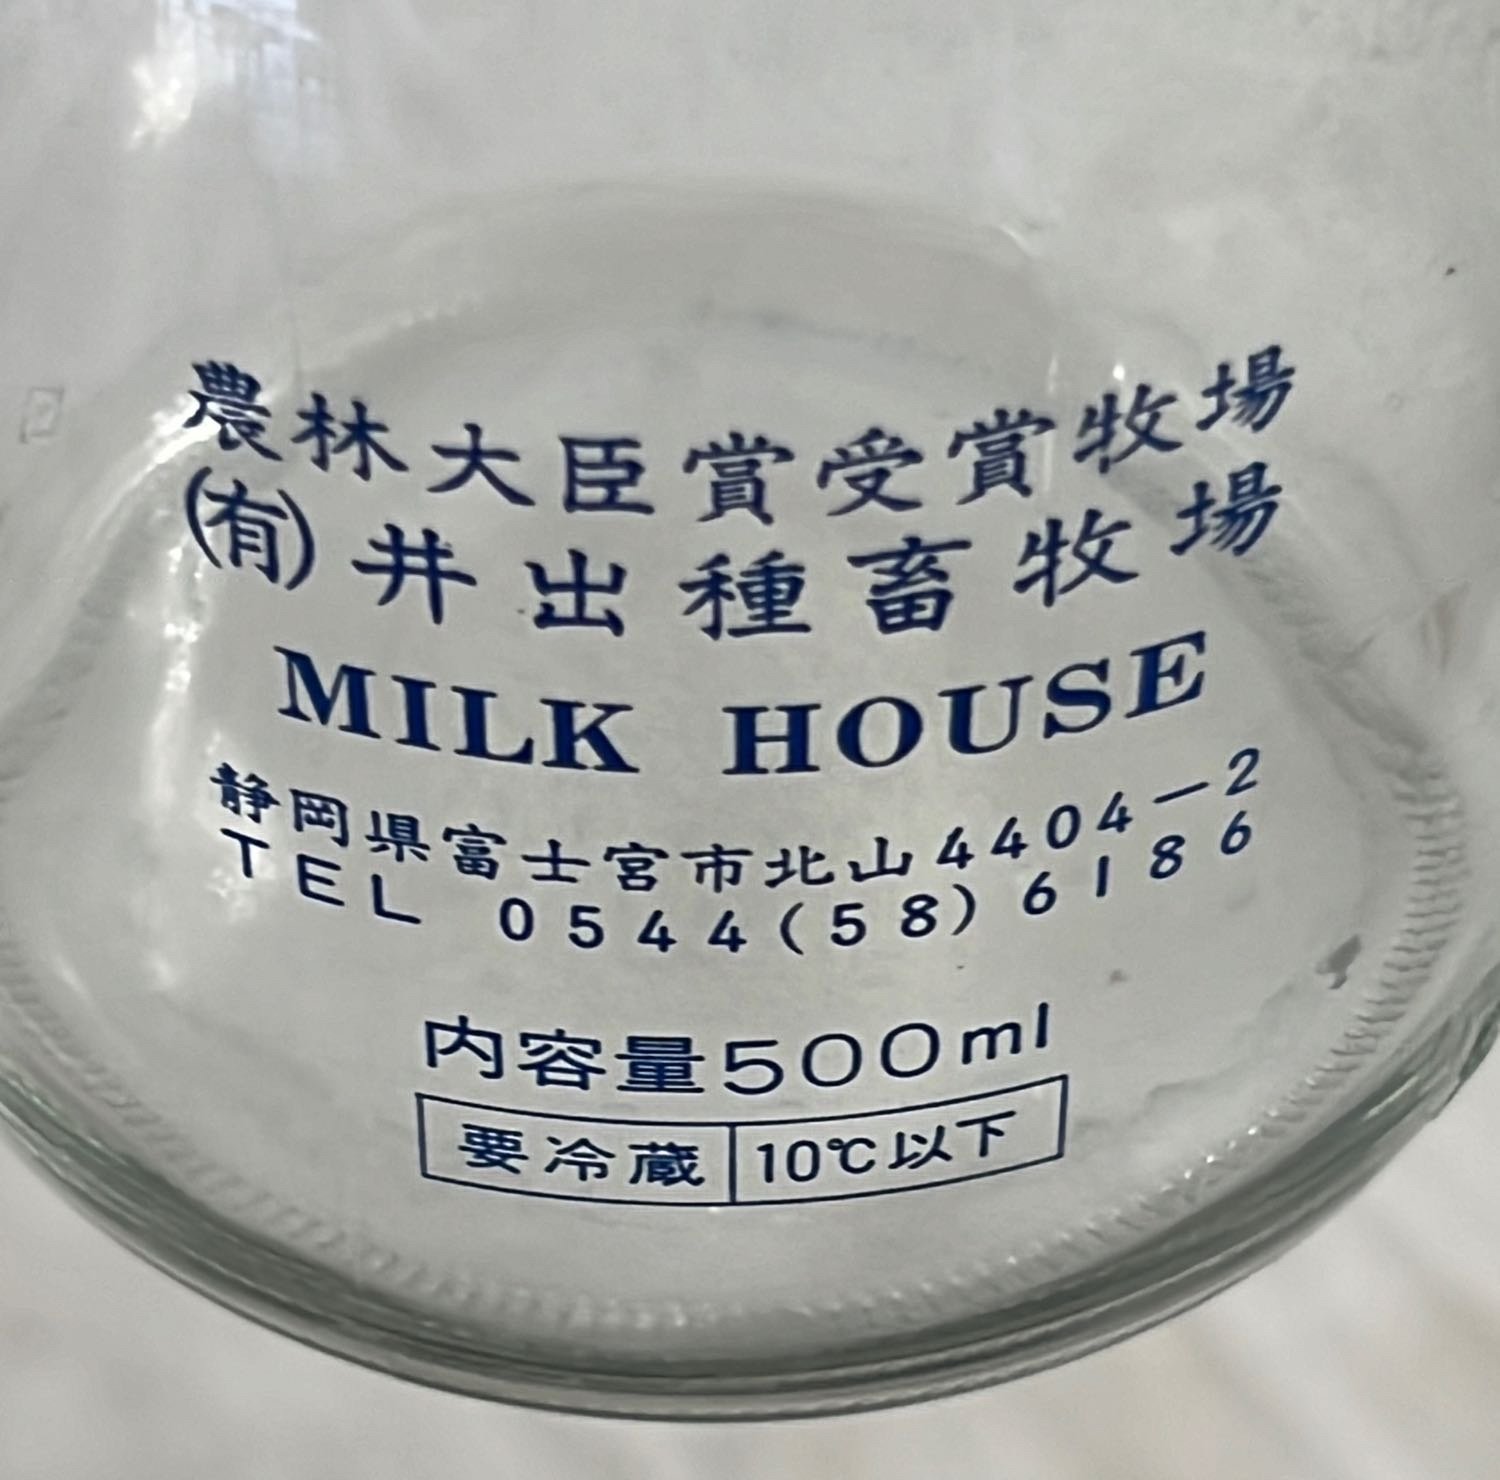 農林大臣賞受賞牧場
(有)井出種畜牧場
MILK HOUSE
静岡県富士宮市北山4404-2
TEL 0544(58)6186
内容量500ml
要冷蔵 10℃以下